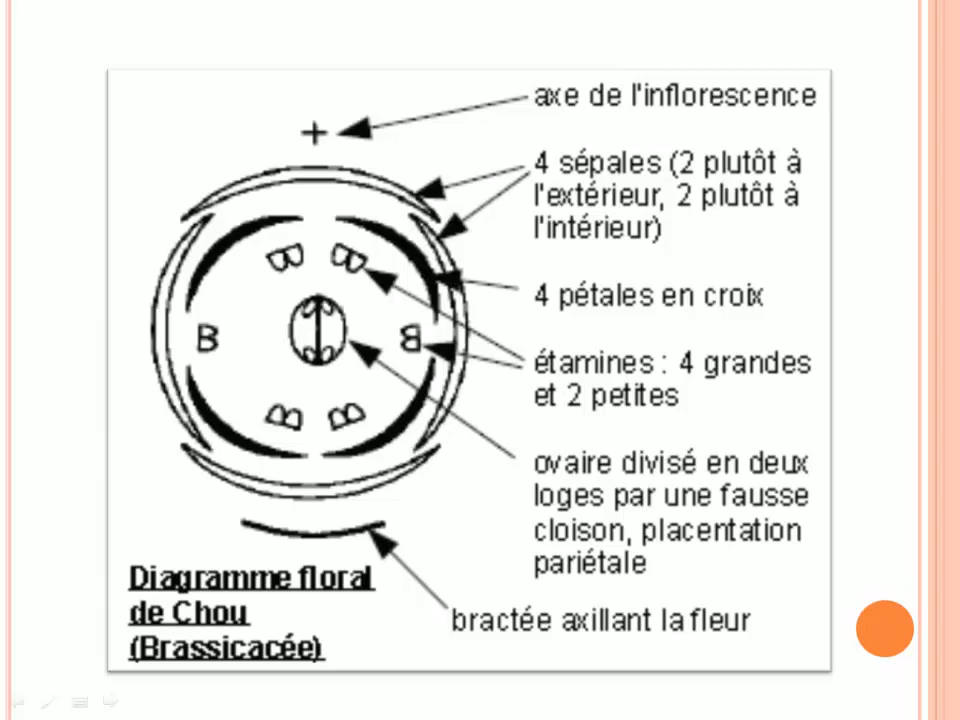 axe de l'inflorescence
4 sépales (2 plutôt à
l'extérieur, 2 plutôt à
l'intérieur)
4 pétales en croix
étamines : 4 grandes
et 2 petites
ovaire divisé en deux
loges par une fausse
cloison, placentation
pariétale
bractée axillant la fleur
Diagramme floral
de Chou
(Brassicacée)